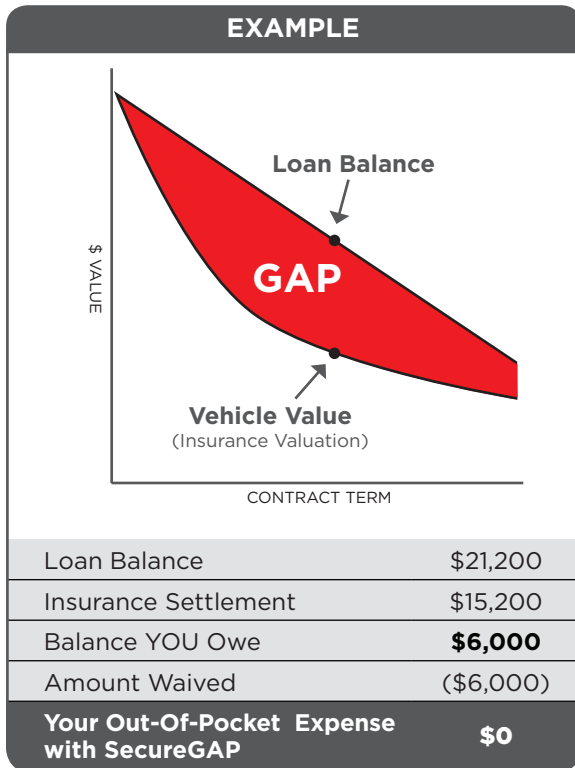 EXAMPLE
Loan Balance
$ VALUE
GAP
Vehicle Value
(Insurance Valuation)
CONTRACT TERM
Loan Balance $21,200
Insurance Settlement $15,200
Balance YOU Owe $6,000
Amount Waived ($6,000)
Your Out-Of-Pocket Expense
with SecureGAP $0